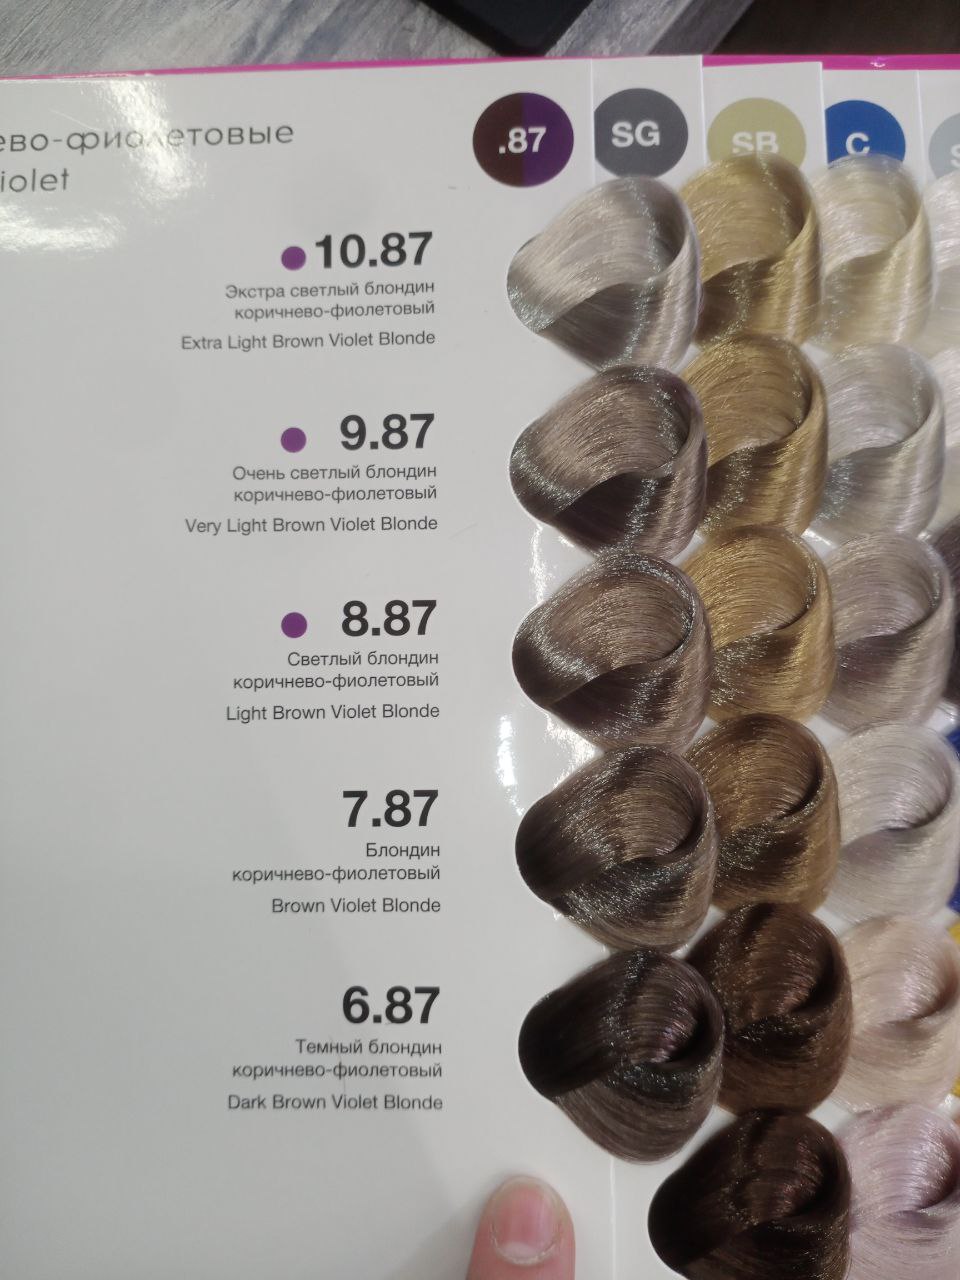 .87
SG
SB
C
10.87
Экстра светлый блондин
коричнево-фиолетовый
Extra Light Brown Violet Blonde
9.87
Очень светлый блондин
коричнево-фиолетовый
Very Light Brown Violet Blonde
8.87
Светлый блондин
коричнево-фиолетовый
Light Brown Violet Blonde
7.87
Блондин
коричнево-фиолетовый
Brown Violet Blonde
6.87
Темный блондин
коричнево-фиолетовый
Dark Brown Violet Blonde